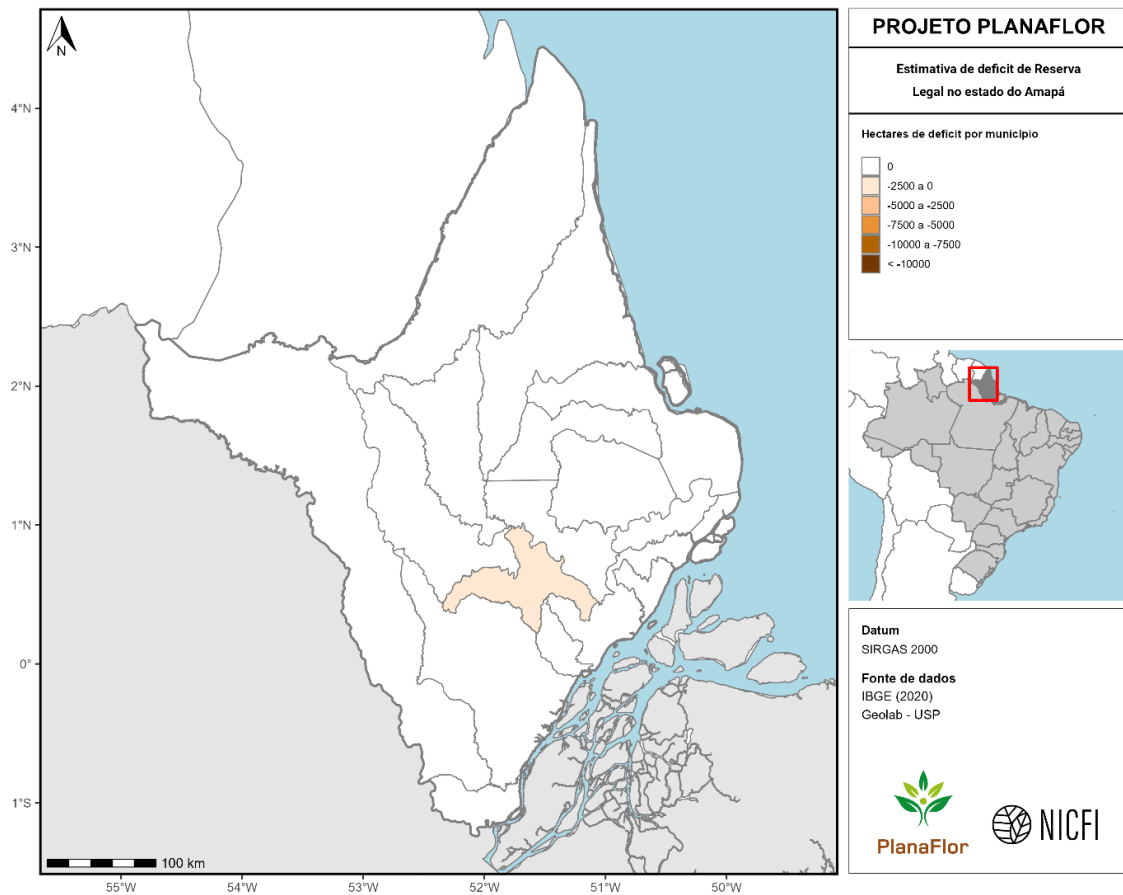 N
4°N
3°N
2°N
1°N
0°
1°S
100 km
55°W
54°W
53°W
52°W
51°W
50°W
PROJETO PLANAFLOR
Estimativa de deficit de Reserva
Legal no estado do Amapá
Hectares de deficit por município
0
-2500 a 0
-5000 a -2500
-7500 a -5000
-10000 a -7500
< -10000
Datum
SIRGAS 2000
Fonte de dados
IBGE (2020)
Geolab - USP
PlanaFlor
NICFI